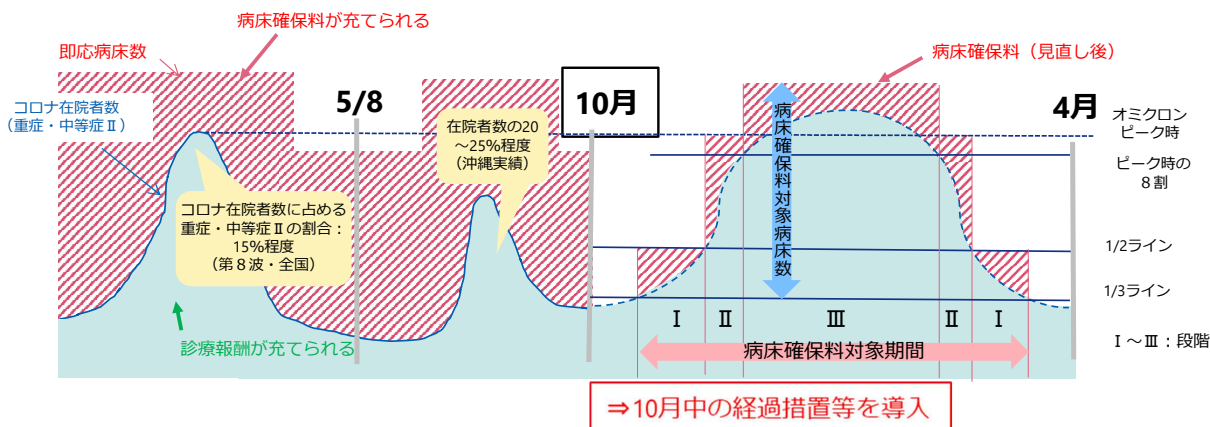 病床確保料が充てられる
即応病床数
コロナ在院者数
(重症・中等症Ⅱ)
5/8
10月
4月
病床確保料(見直し後)
在院者数の20
~25%程度
(沖縄実績)
コロナ在院者数に占める
重症・中等症Ⅱの割合:
15%程度
(第8波・全国)
診療報酬が充てられる
病床確保料対象病床数
オミクロン
ピーク時
ピーク時の
8割
1/2ライン
1/3ライン
Ⅰ Ⅱ Ⅲ Ⅱ Ⅰ
Ⅰ~Ⅲ:段階
病床確保料対象期間
⇒10月中の経過措置等を導入